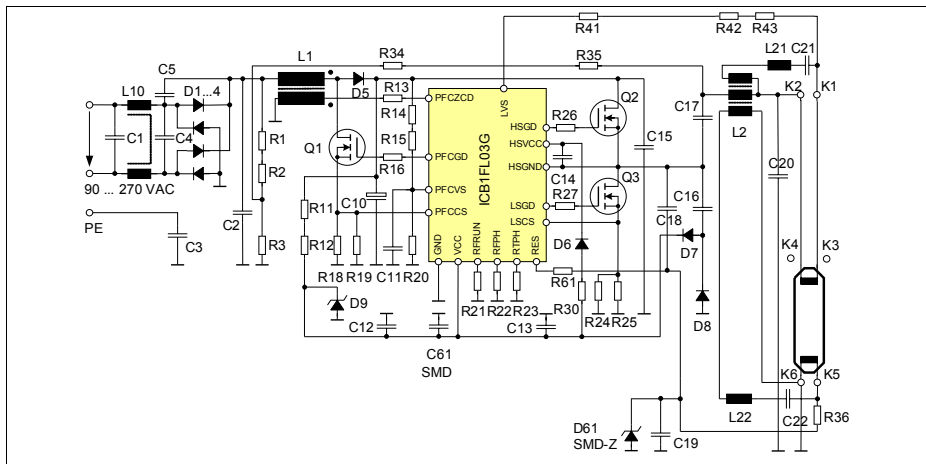 R41
R42 R43
L1
R34
R35
L21 C21
C5
L10
D1...4
D5
R13
PFCZCD
LVS
Q2
K2
K1
C17
R14
HSGD
R26
L2
R1
C1
C4
R15
HSVCC
C15
Q1
ICB1FL03G
R2
PFCGD
R16
HSGND
C20
C14
Q3
90 ... 270 VAC
PFCVS
R27
LSGD
C16
R11
C10
PFCCS
LSCS
C18
PE
C2
D6
D7
K4
K3
C3
R3
R12
GND
VCC
RFRUN
RFPH
RTPH
RES
R18
R19
C11
R20
R61
D9
R21
R22
R23
R30
R24
R25
D8
C12
C13
C61
SMD
K6
K5
L22
C22
R36
D61
SMD-Z
C19